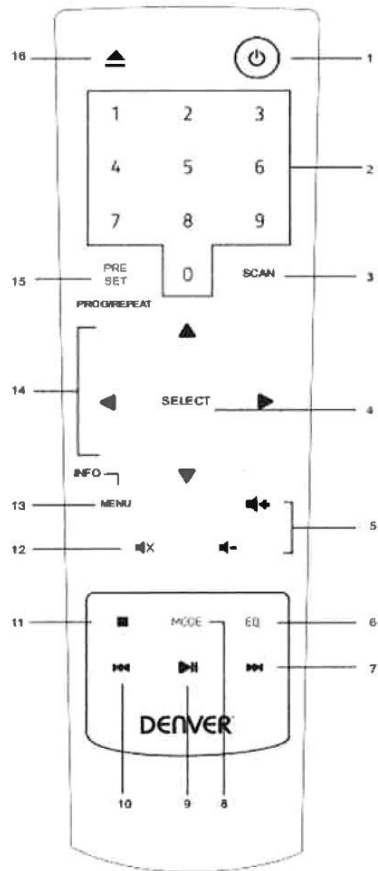 16 1
1 2 3
4 5 6 2
7 8 9
15 PRE SET 0 SCAN 3
PROG/REPEAT
14
SELECT 4
INFO
13 MENU
5
12
11 MODE EQ 6
7
DENVER
10 9 8